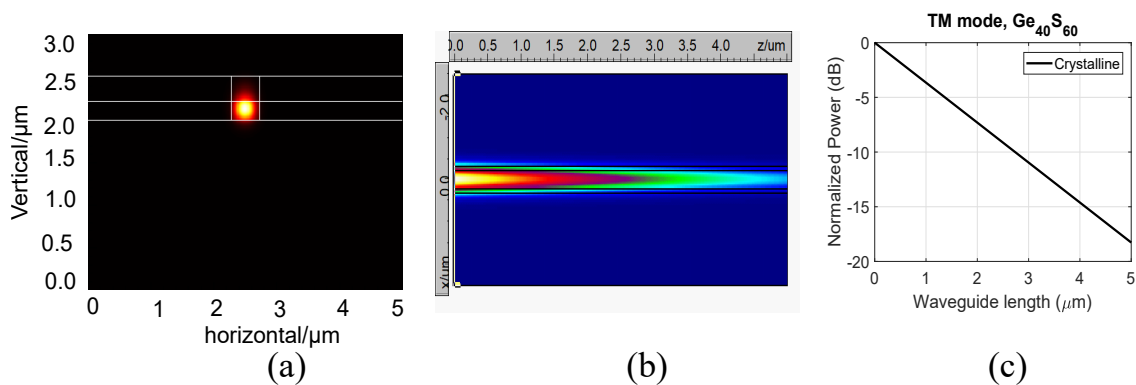 3.0
2.5
2.0
1.5
1.0
0.5
0.0
Vertical/μm
0 1 2 3 4 5
horizontal/μm
(a)
0.0 0.5 1.0 1.5 2.0 2.5 3.0 3.5 4.0 z/um
-2.0
0.0
x/um
(b)
TM mode, Ge40S60
Crystalline
0
-5
-10
-15
-20
Normalized Power (dB)
0 1 2 3 4 5
Waveguide length (μm)
(c)